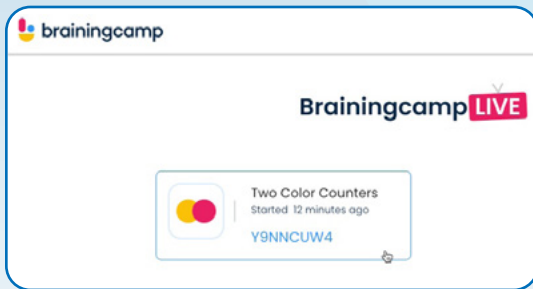 brainingcamp
Brainingcamp LIVE
Two Color Counters
Started 12 minutes ago
Y9NNCUW4